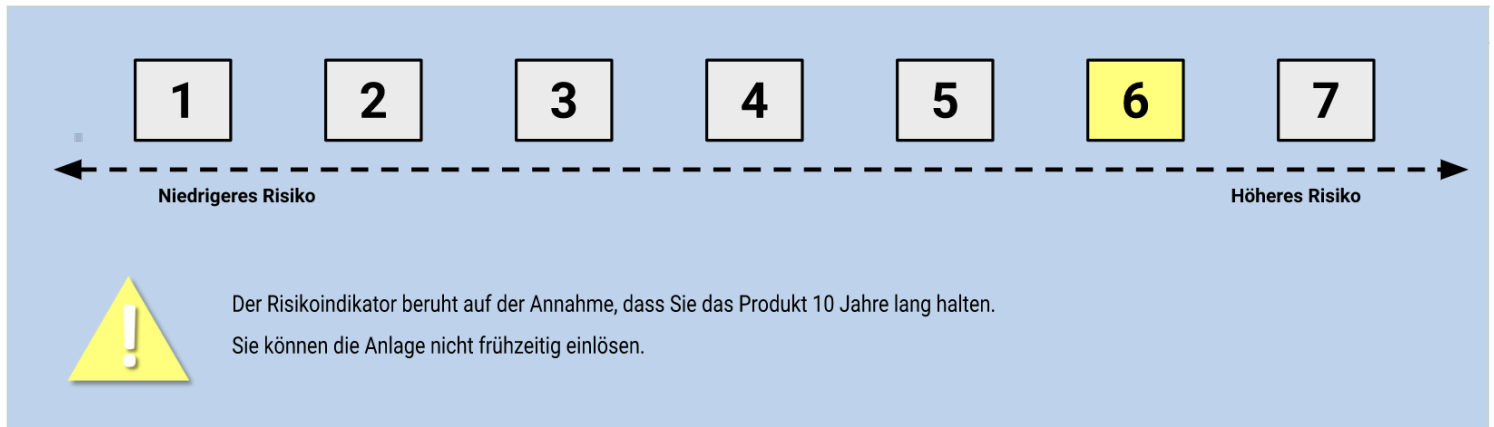 1 2 3 4 5 6 7
Niedrigeres Risiko Höheres Risiko
!
Der Risikoindikator beruht auf der Annahme, dass Sie das Produkt 10 Jahre lang halten.
Sie können die Anlage nicht frühzeitig einlösen.